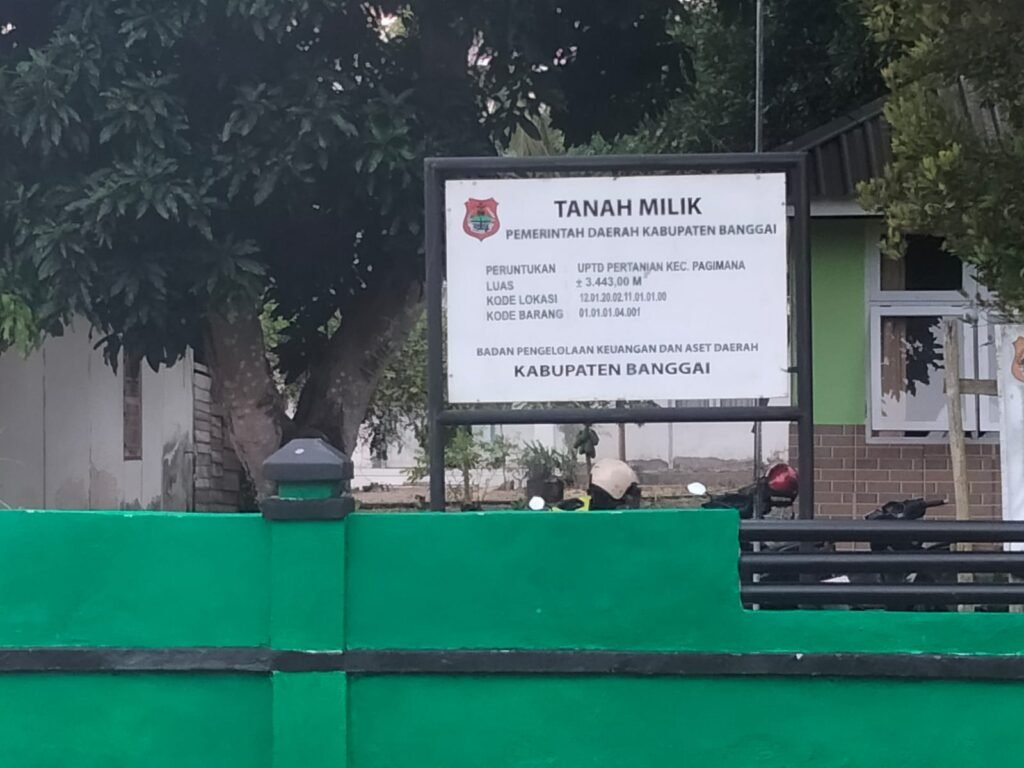 TANAH MILIK
PEMERINTAH DAERAH KABUPATEN BANGGAI
PERUNTUKAN UPTD PERTANIAN KEC. PAGIMANA
LUAS ± 3.443,00 M²
KODE LOKASI 12.01.20.02.11.01.01.00
KODE BARANG 01.01.01.04.001
BADAN PENGELOLAAN KEUANGAN DAN ASET DAERAH
KABUPATEN BANGGAI